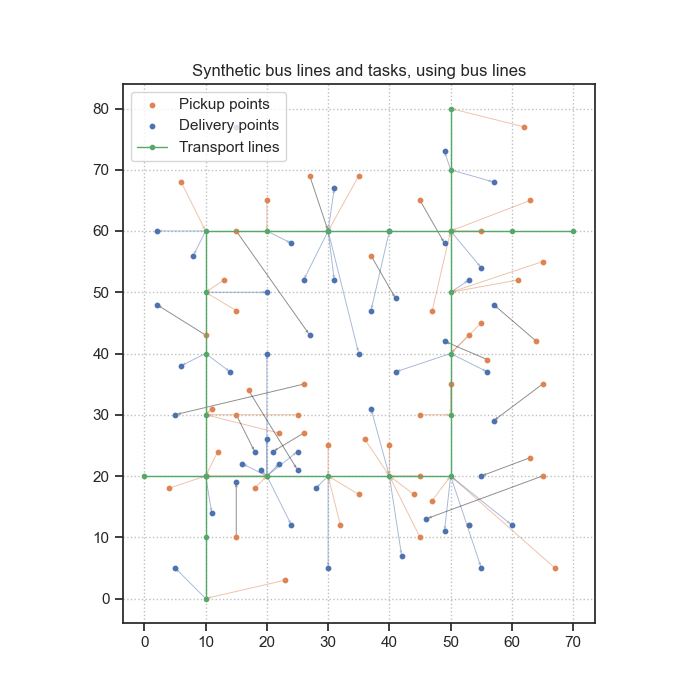 Synthetic bus lines and tasks, using bus lines
Pickup points
Delivery points
Transport lines
80
70
60
50
40
30
20
10
0
0 10 20 30 40 50 60 70